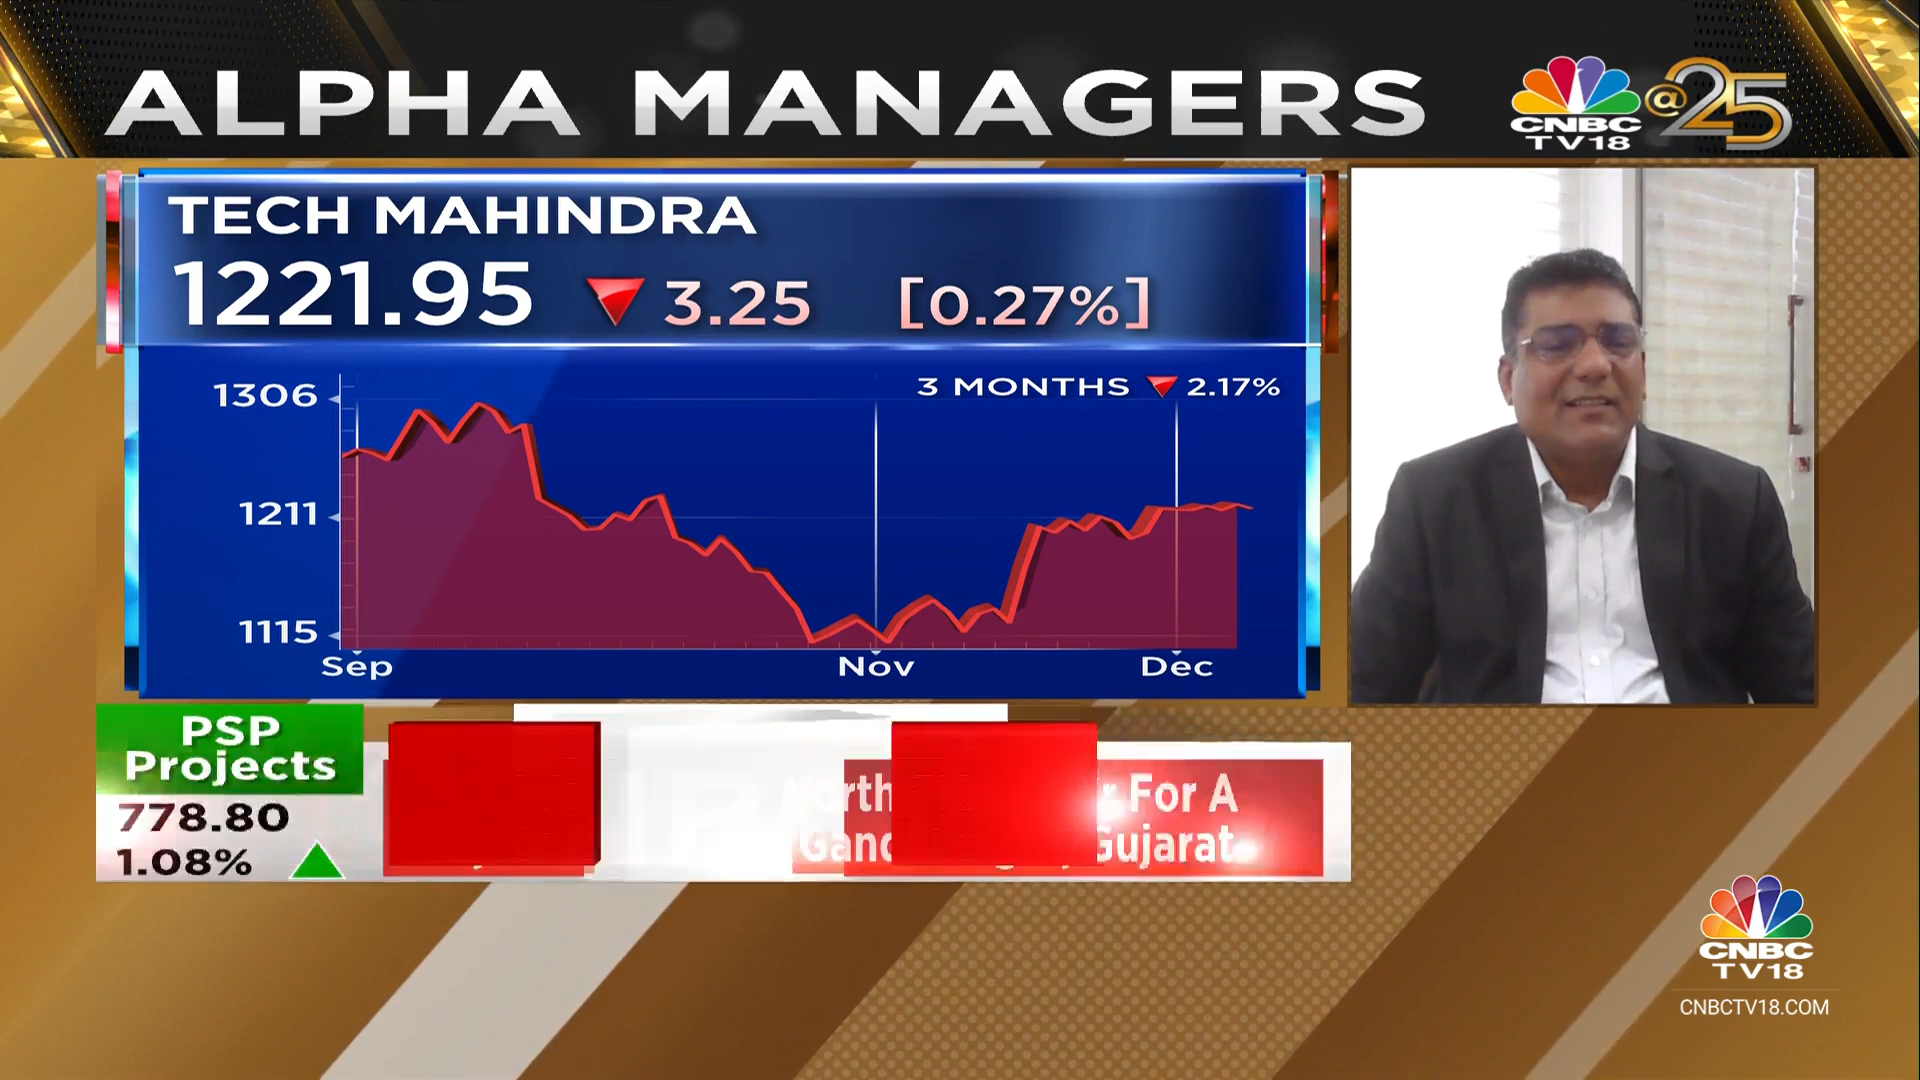 ALPHA MANAGERS
CNBC
TV18
@25
TECH MAHINDRA
1221.95 ▼ 3.25 [0.27%]
3 MONTHS ▼ 2.17%
1306
1211
1115
Sep Nov Dec
PSP
Projects
778.80
1.08% ▲
For A
Gujarat
CNBC
TV18
CNBCTV18.COM